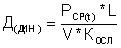 Д(ДИН) = PСР(t) * L
V * KОСЛ